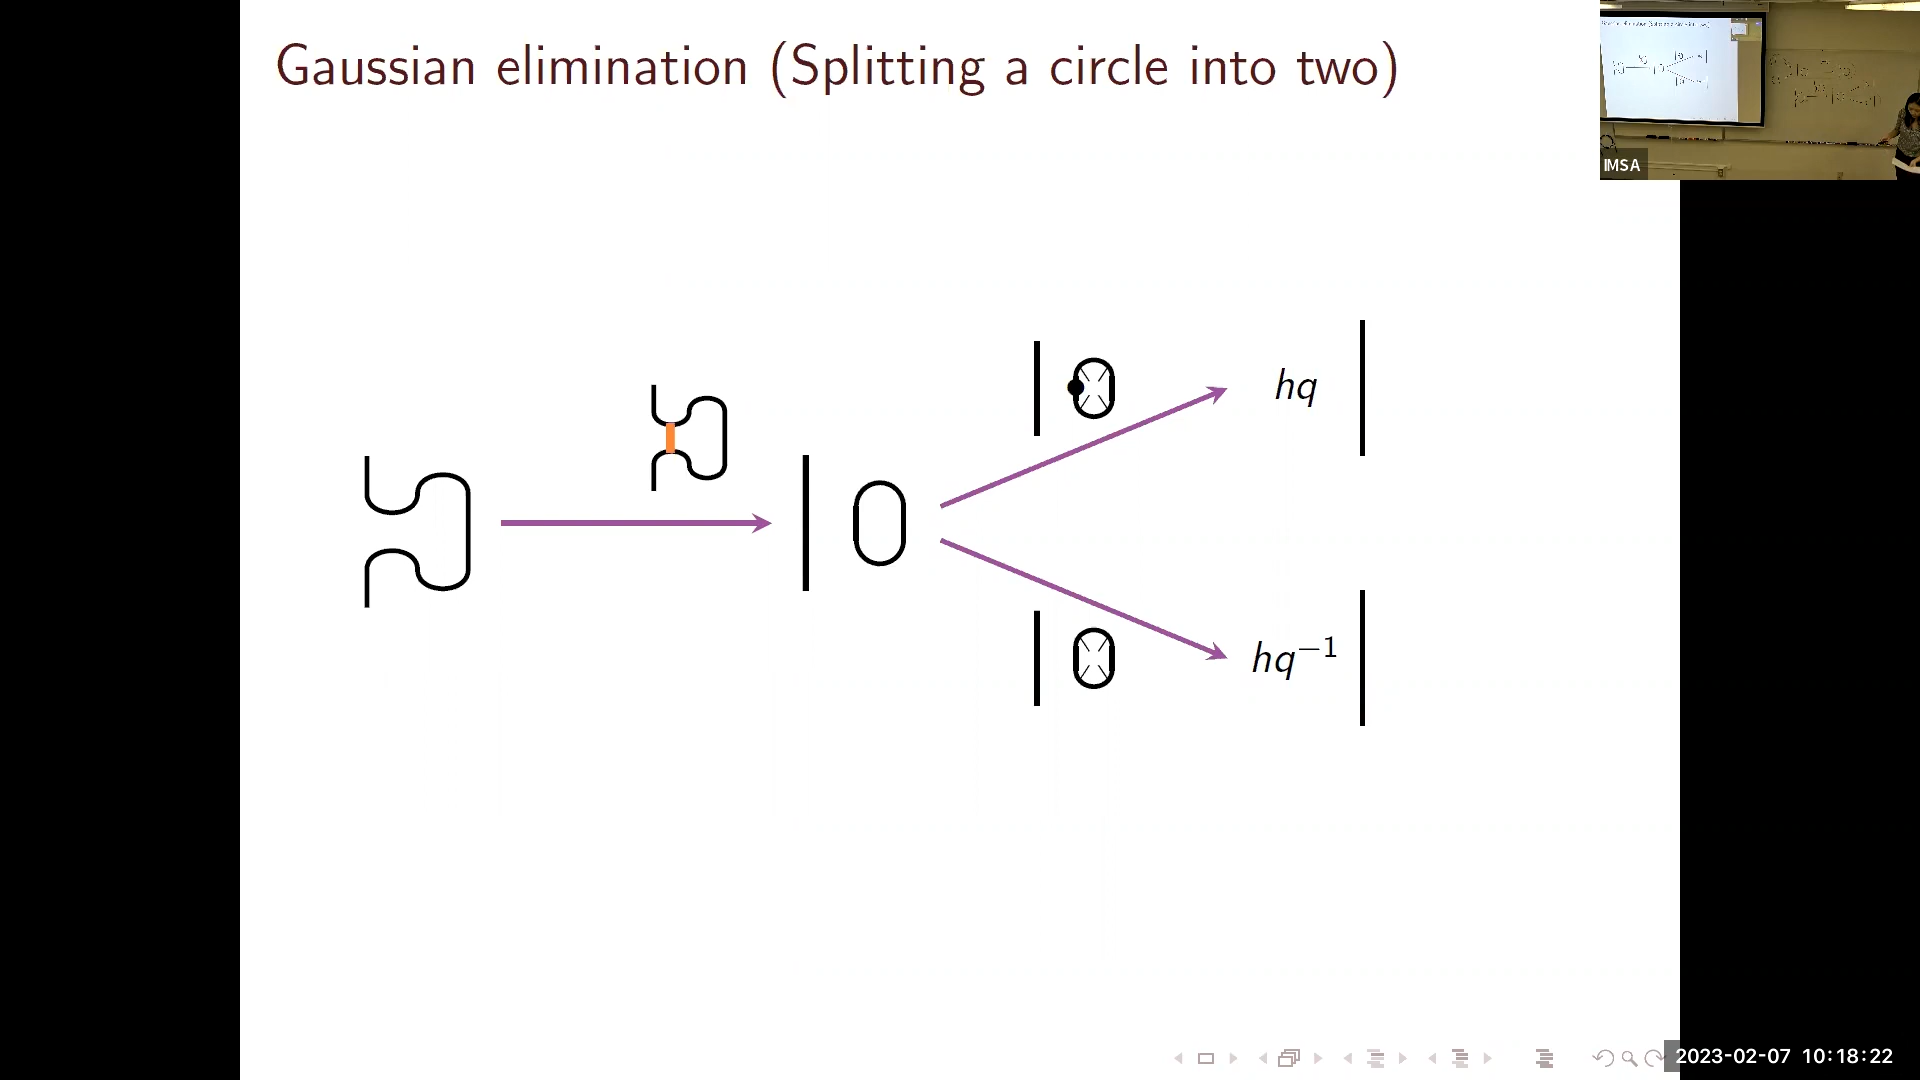 Gaussian elimination (Splitting a circle into two)
IMSA
hq
hq⁻¹
2023-02-07 10:18:22